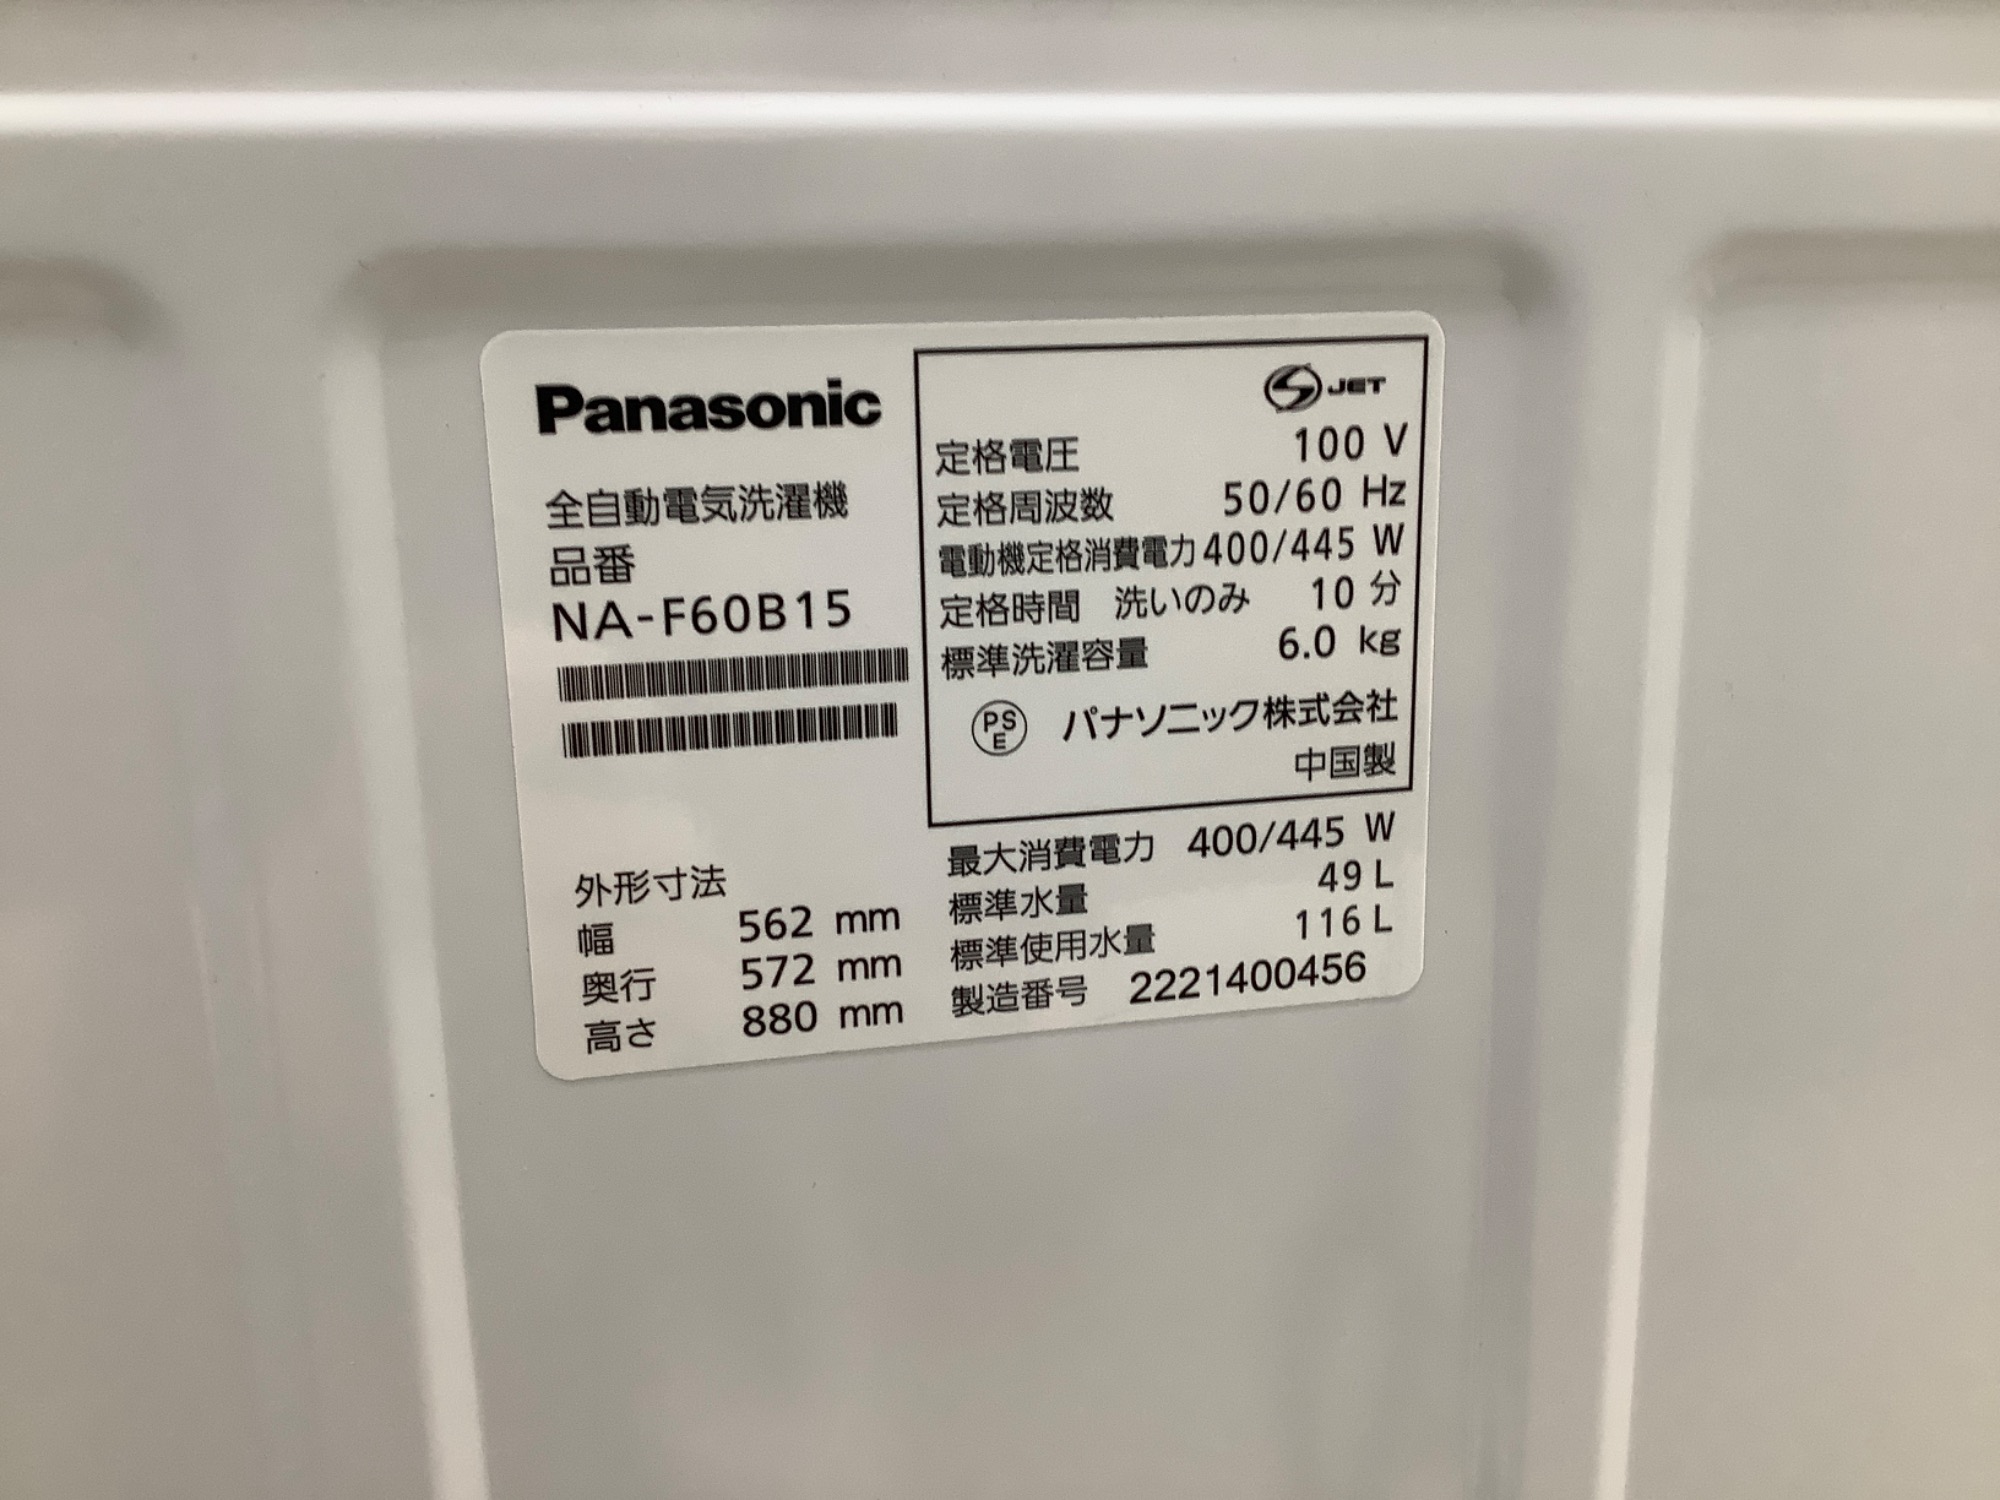 Panasonic
全自動電気洗濯機
品番
NA-F60B15
外形寸法
幅 562 mm
奥行 572 mm
高さ 880 mm
S JET
定格電圧 100 V
定格周波数 50/60 Hz
電動機定格消費電力 400/445 W
定格時間 洗いのみ 10 分
標準洗濯容量 6.0 kg
PS
E
パナソニック株式会社
中国製
最大消費電力 400/445 W
標準水量 49 L
標準使用水量 116 L
製造番号 2221400456